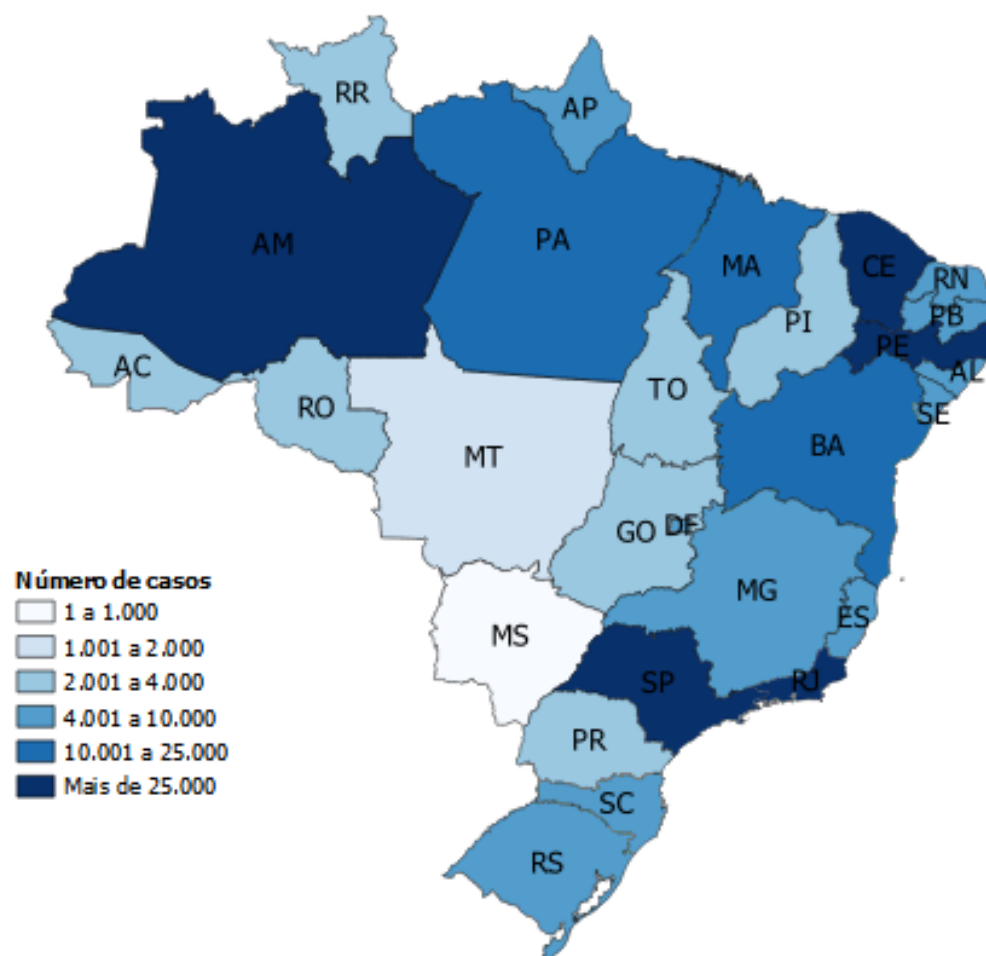 RR
AP
AM
PA
MA
CE
RN
PB
PI
PE
AC
AL
TO
RO
SE
BA
MT
GO
DF
MG
ES
MS
SP
RJ
PR
SC
RS
Número de casos
1 a 1.000
1.001 a 2.000
2.001 a 4.000
4.001 a 10.000
10.001 a 25.000
Mais de 25.000